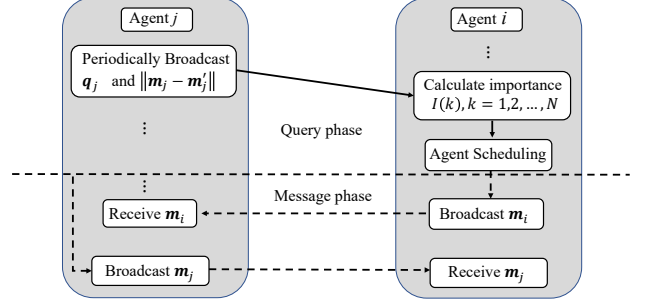 Agent j
Periodically Broadcast
q_j and ‖m_j − m′_j‖
⋮
⋮
Receive m_i
Broadcast m_j
Query phase
Message phase
Agent i
⋮
Calculate importance
I(k), k = 1,2, … , N
Agent Scheduling
Broadcast m_i
Receive m_j